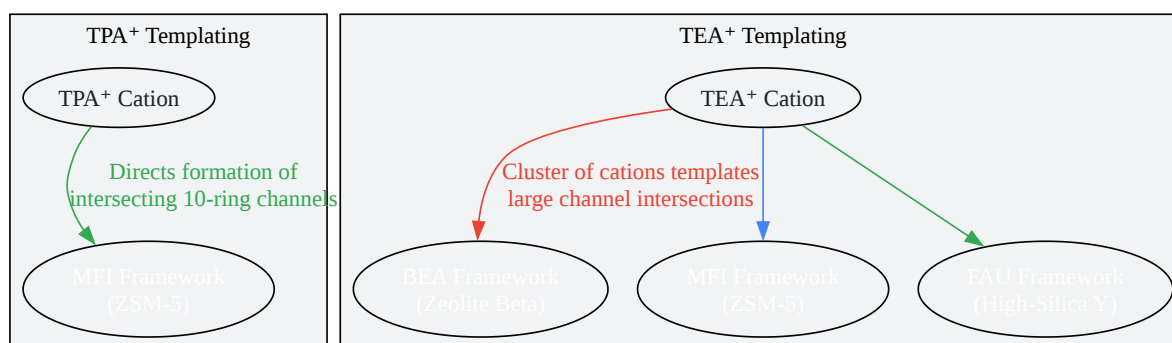 TPA⁺ Templating
TEA⁺ Templating
TPA⁺ Cation
TEA⁺ Cation
Directs formation of
intersecting 10-ring channels
Cluster of cations templates
large channel intersections
MFI Framework
(ZSM-5)
BEA Framework
(Zeolite Beta)
MFI Framework
(ZSM-5)
FAU Framework
(High-Silica Y)